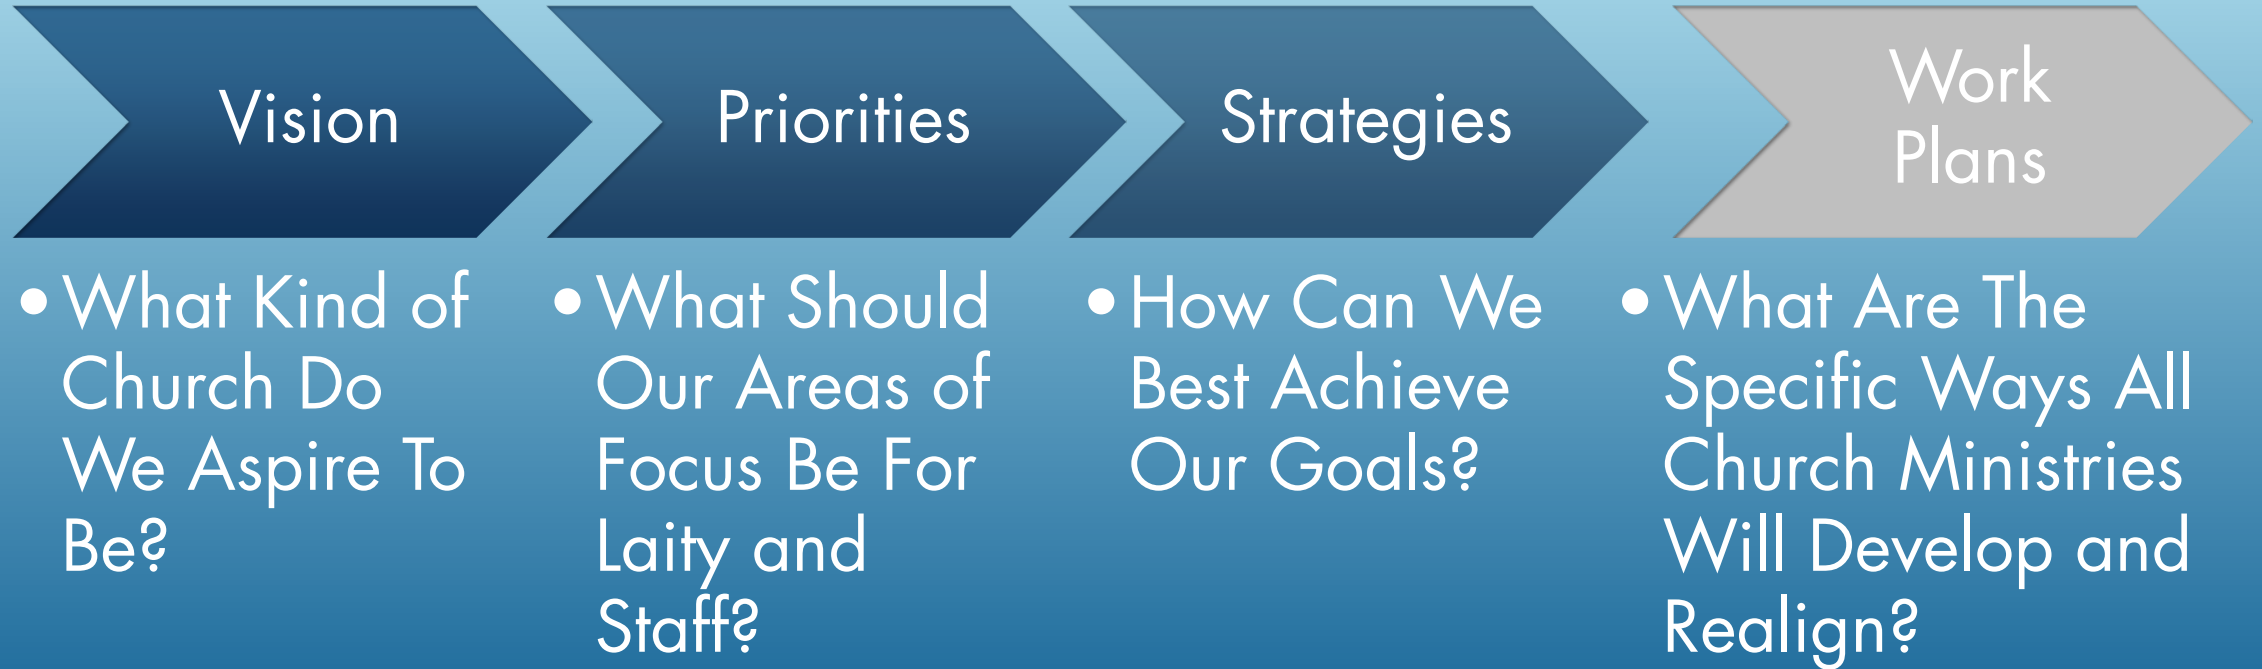 Vision
• What Kind of
Church Do
We Aspire To
Be?
Priorities
• What Should
Our Areas of
Focus Be For
Laity and
Staff?
Strategies
• How Can We
Best Achieve
Our Goals?
Work
Plans
• What Are The
Specific Ways All
Church Ministries
Will Develop and
Realign?